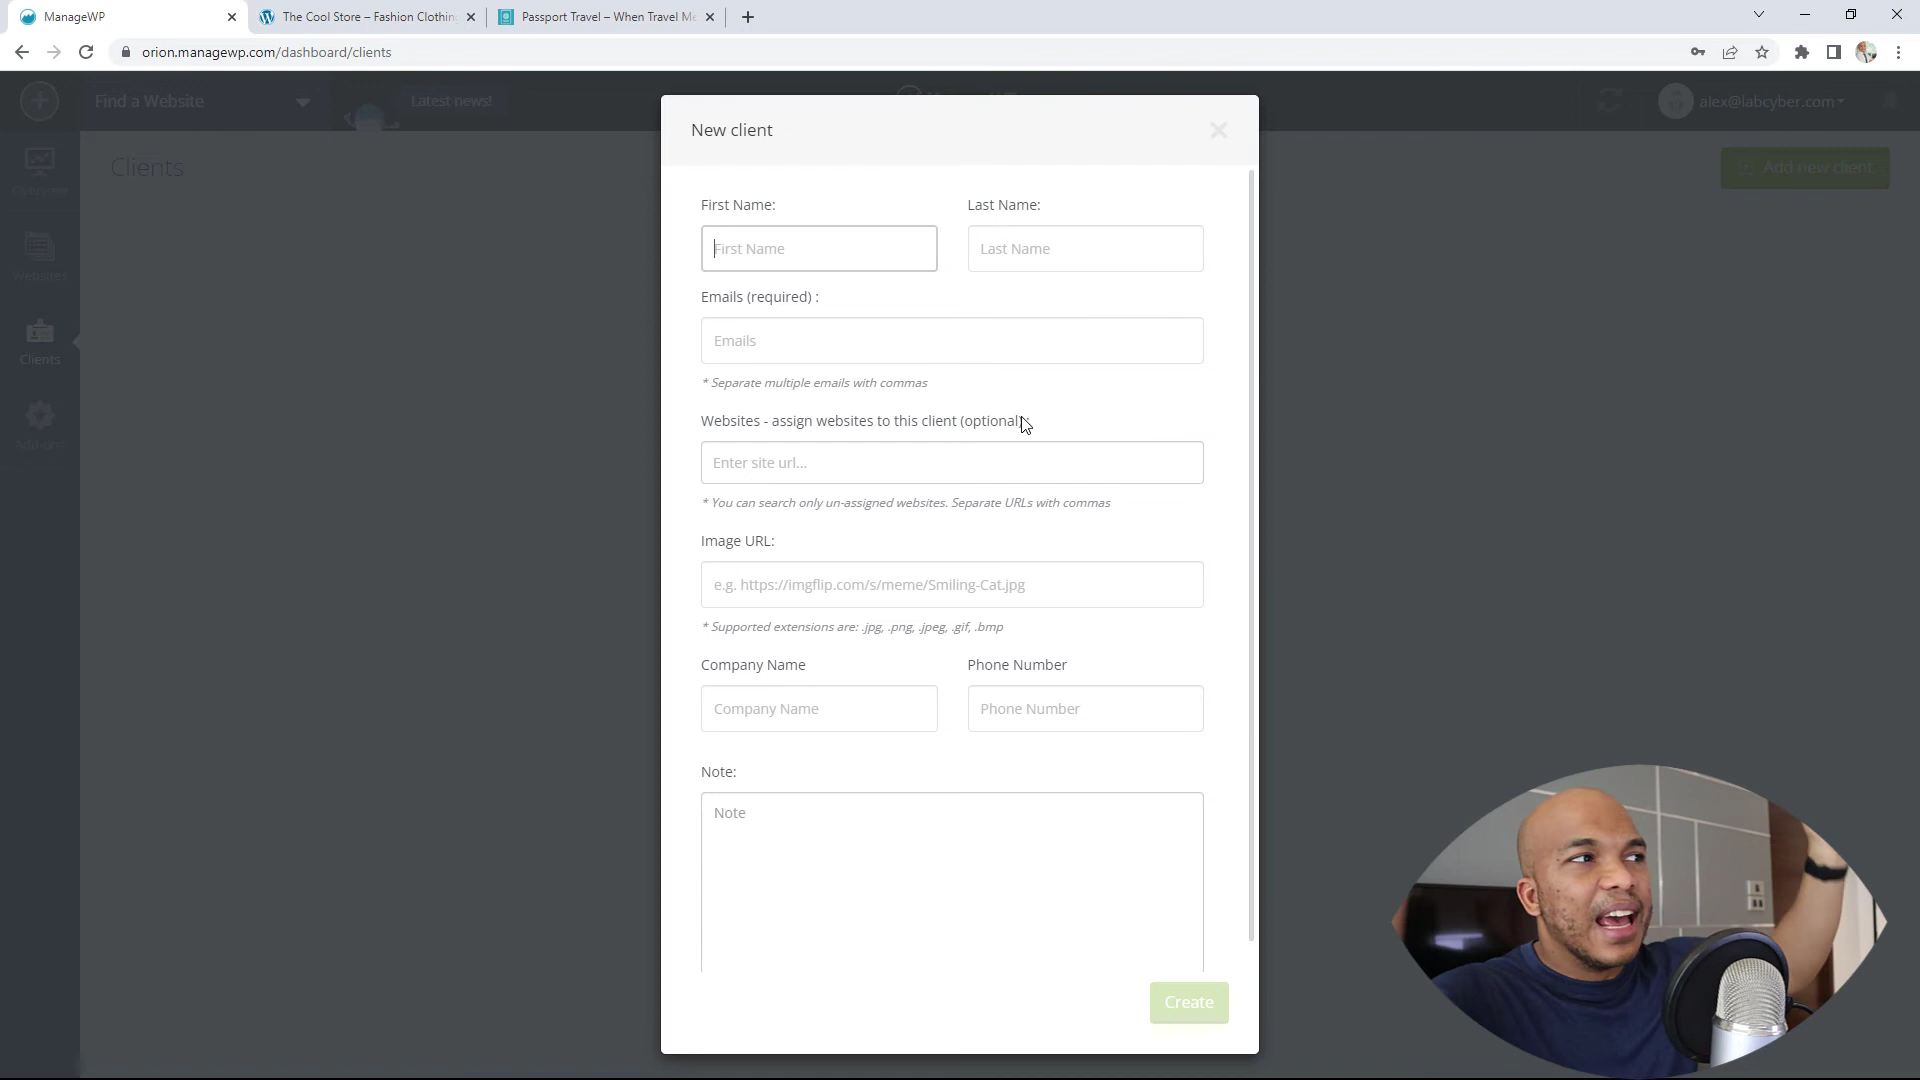 ManageWP
The Cool Store – Fashion Clothing
Passport Travel – When Travel Me
orion.managewp.com/dashboard/clients
Find a Website
Latest news!
alex@labcyber.com
Overview
Websites
Clients
Add-ons
Clients
Add new client
New client
First Name:
Last Name:
First Name
Last Name
Emails (required) :
Emails
* Separate multiple emails with commas
Websites - assign websites to this client (optional) :
Enter site url...
* You can search only un-assigned websites. Separate URLs with commas
Image URL:
e.g. https://imgflip.com/s/meme/Smiling-Cat.jpg
* Supported extensions are: .jpg, .png, .jpeg, .gif, .bmp
Company Name
Phone Number
Company Name
Phone Number
Note:
Note
Create